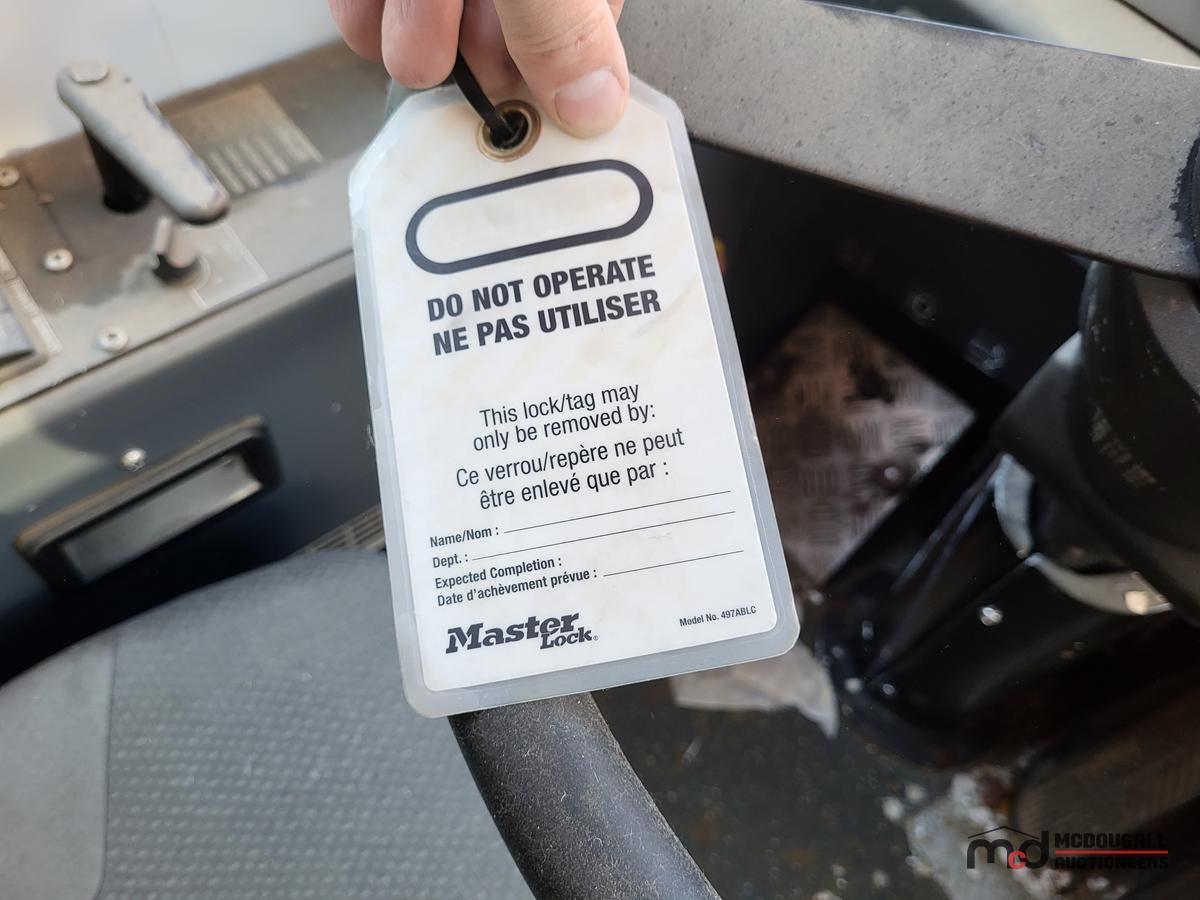 DO NOT OPERATE
NE PAS UTILISER
This lock/tag may
only be removed by:
Ce verrou/repère ne peut
être enlevé que par :
Name/Nom :
Dept. :
Expected Completion :
Date d'achèvement prévue :
Master Lock®
Model No. 497ABLC
mcd MCDOUGALL
AUCTIONEERS